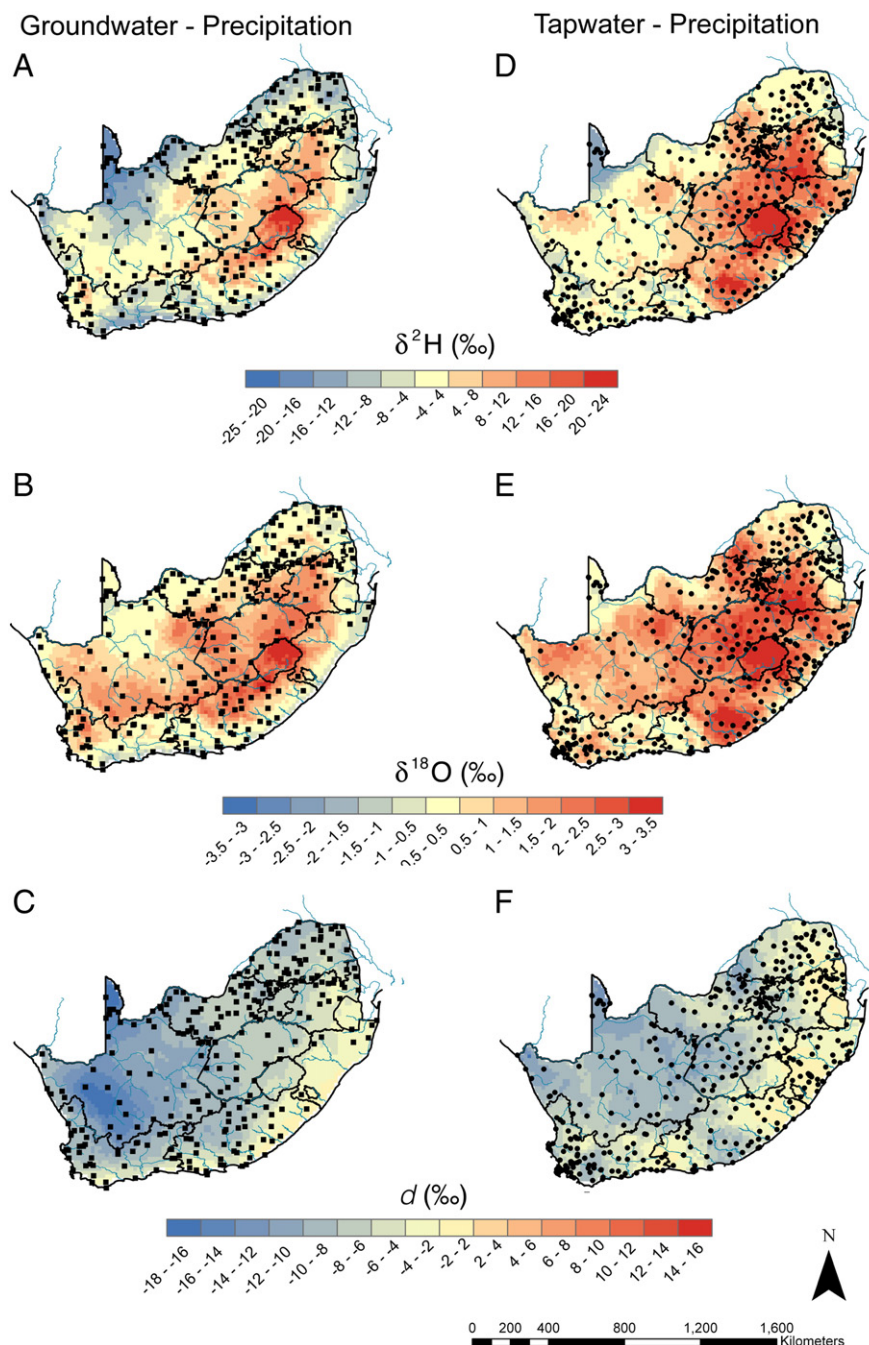 Groundwater - Precipitation
Tapwater - Precipitation
A
D
δ²H (‰)
-25 - -20
-20 - -16
-16 - -12
-12 - -8
-8 - -4
-4 - 4
4 - 8
8 - 12
12 - 16
16 - 20
20 - 24
B
E
δ¹⁸O (‰)
-3.5 - -3
-3 - -2.5
-2.5 - -2
-2 - -1.5
-1.5 - -1
-1 - -0.5
0.5 - 0.5
0.5 - 1
1 - 1.5
1.5 - 2
2 - 2.5
2.5 - 3
3 - 3.5
C
F
d (‰)
-18 - -16
-16 - -14
-14 - -12
-12 - -10
-10 - -8
-8 - -6
-6 - -4
-4 - -2
-2 - 2
2 - 4
4 - 6
6 - 8
8 - 10
10 - 12
12 - 14
14 - 16
N
0 200 400 800 1,200 1,600
Kilometers